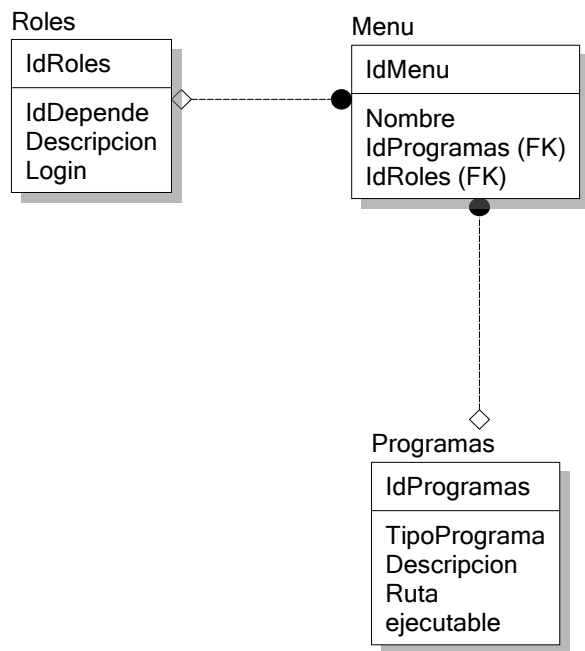 Roles
IdRoles
IdDepende
Descripcion
Login
Menu
IdMenu
Nombre
IdProgramas (FK)
IdRoles (FK)
Programas
IdProgramas
TipoPrograma
Descripcion
Ruta
ejecutable